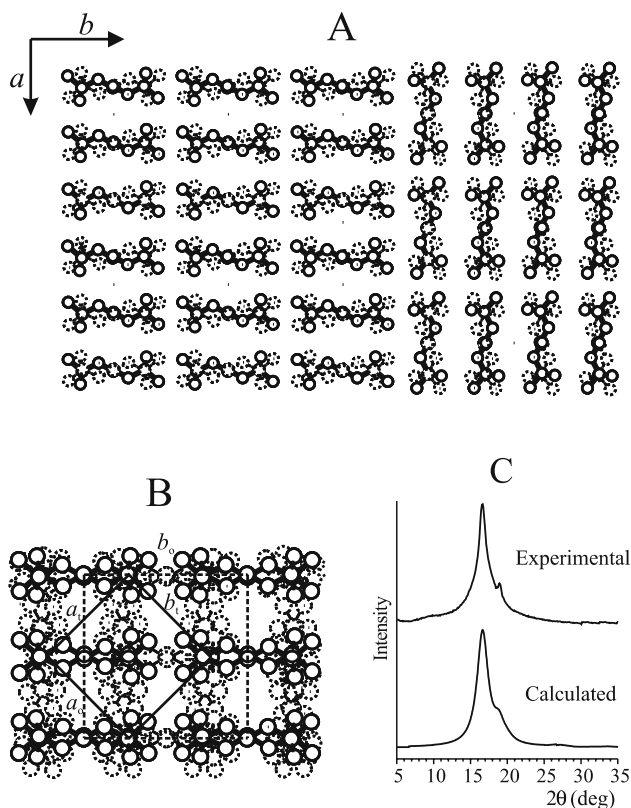 A
b
a
B
C
b_o
a_t
b_t
a_o
Intensity
Experimental
Calculated
5 10 15 20 25 30 35
2θ (deg)